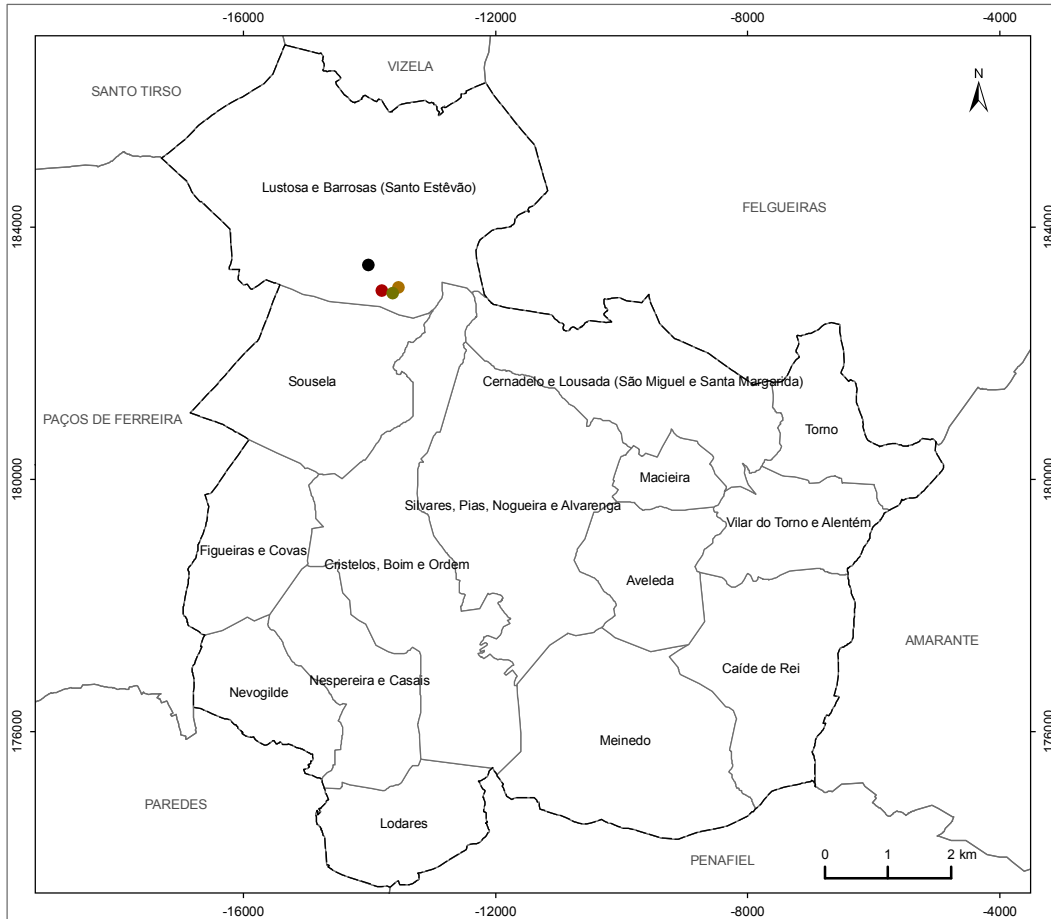 -16000
-12000
-8000
-4000
VIZELA
SANTO TIRSO
N
Lustosa e Barrosas (Santo Estêvão)
FELGUEIRAS
184000
184000
Sousela
Cernadelo e Lousada (São Miguel e Santa Margarida)
PAÇOS DE FERREIRA
Torno
180000
Macieira
180000
Silvares, Pias, Nogueira e Alvarenga
Vilar do Torno e Alentém
Figueiras e Covas
Cristelos, Boim e Ordem
Aveleda
AMARANTE
Caíde de Rei
Nespereira e Casais
Nevogilde
176000
Meinedo
176000
PAREDES
Lodares
PENAFIEL
0 1 2 km
-16000
-12000
-8000
-4000